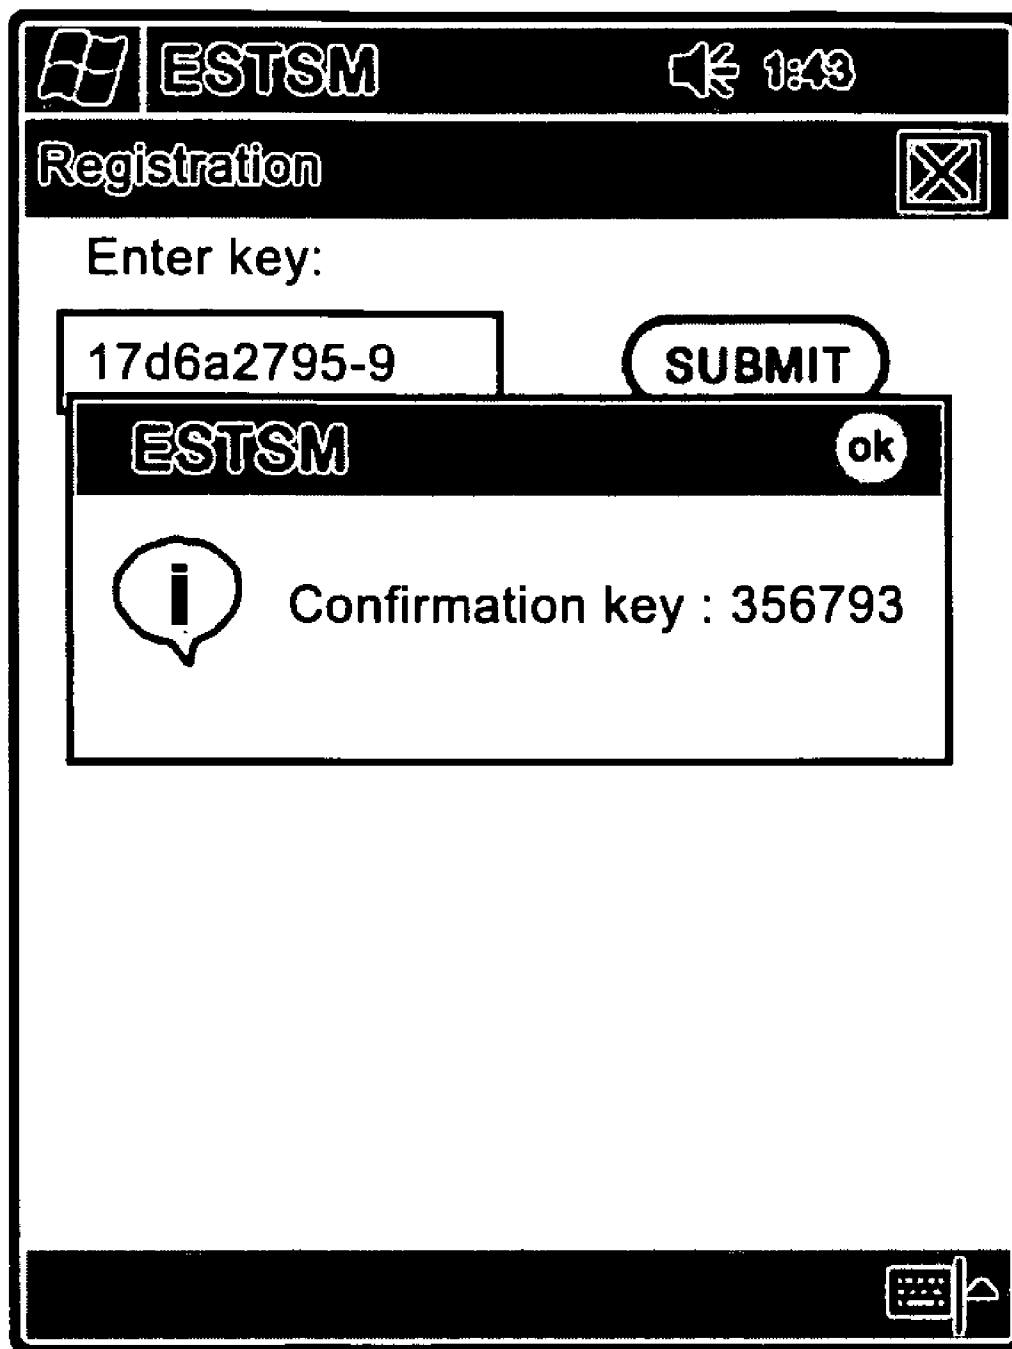 ESTSM 1:43
Registration
Enter key:
17d6a2795-9 SUBMIT
ESTSM ok
i Confirmation key : 356793